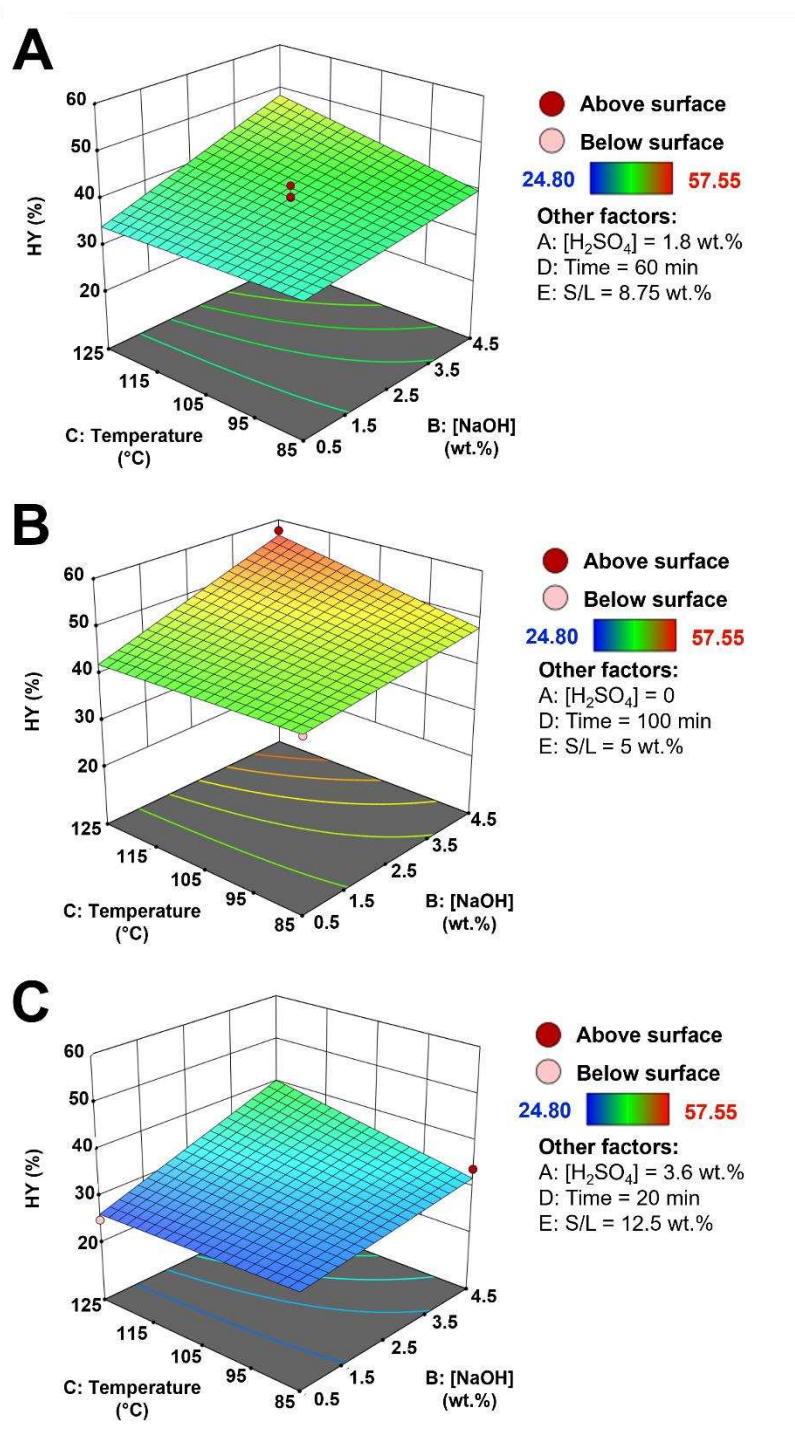 A
60
50
40
30
20
HY (%)
125
115
105
95
85
C: Temperature
(°C)
0.5
1.5
2.5
3.5
4.5
B: [NaOH]
(wt.%)
Above surface
Below surface
24.80 57.55
Other factors:
A: [H₂SO₄] = 1.8 wt.%
D: Time = 60 min
E: S/L = 8.75 wt.%
B
60
50
40
30
20
HY (%)
125
115
105
95
85
C: Temperature
(°C)
0.5
1.5
2.5
3.5
4.5
B: [NaOH]
(wt.%)
Above surface
Below surface
24.80 57.55
Other factors:
A: [H₂SO₄] = 0
D: Time = 100 min
E: S/L = 5 wt.%
C
60
50
40
30
20
HY (%)
125
115
105
95
85
C: Temperature
(°C)
0.5
1.5
2.5
3.5
4.5
B: [NaOH]
(wt.%)
Above surface
Below surface
24.80 57.55
Other factors:
A: [H₂SO₄] = 3.6 wt.%
D: Time = 20 min
E: S/L = 12.5 wt.%